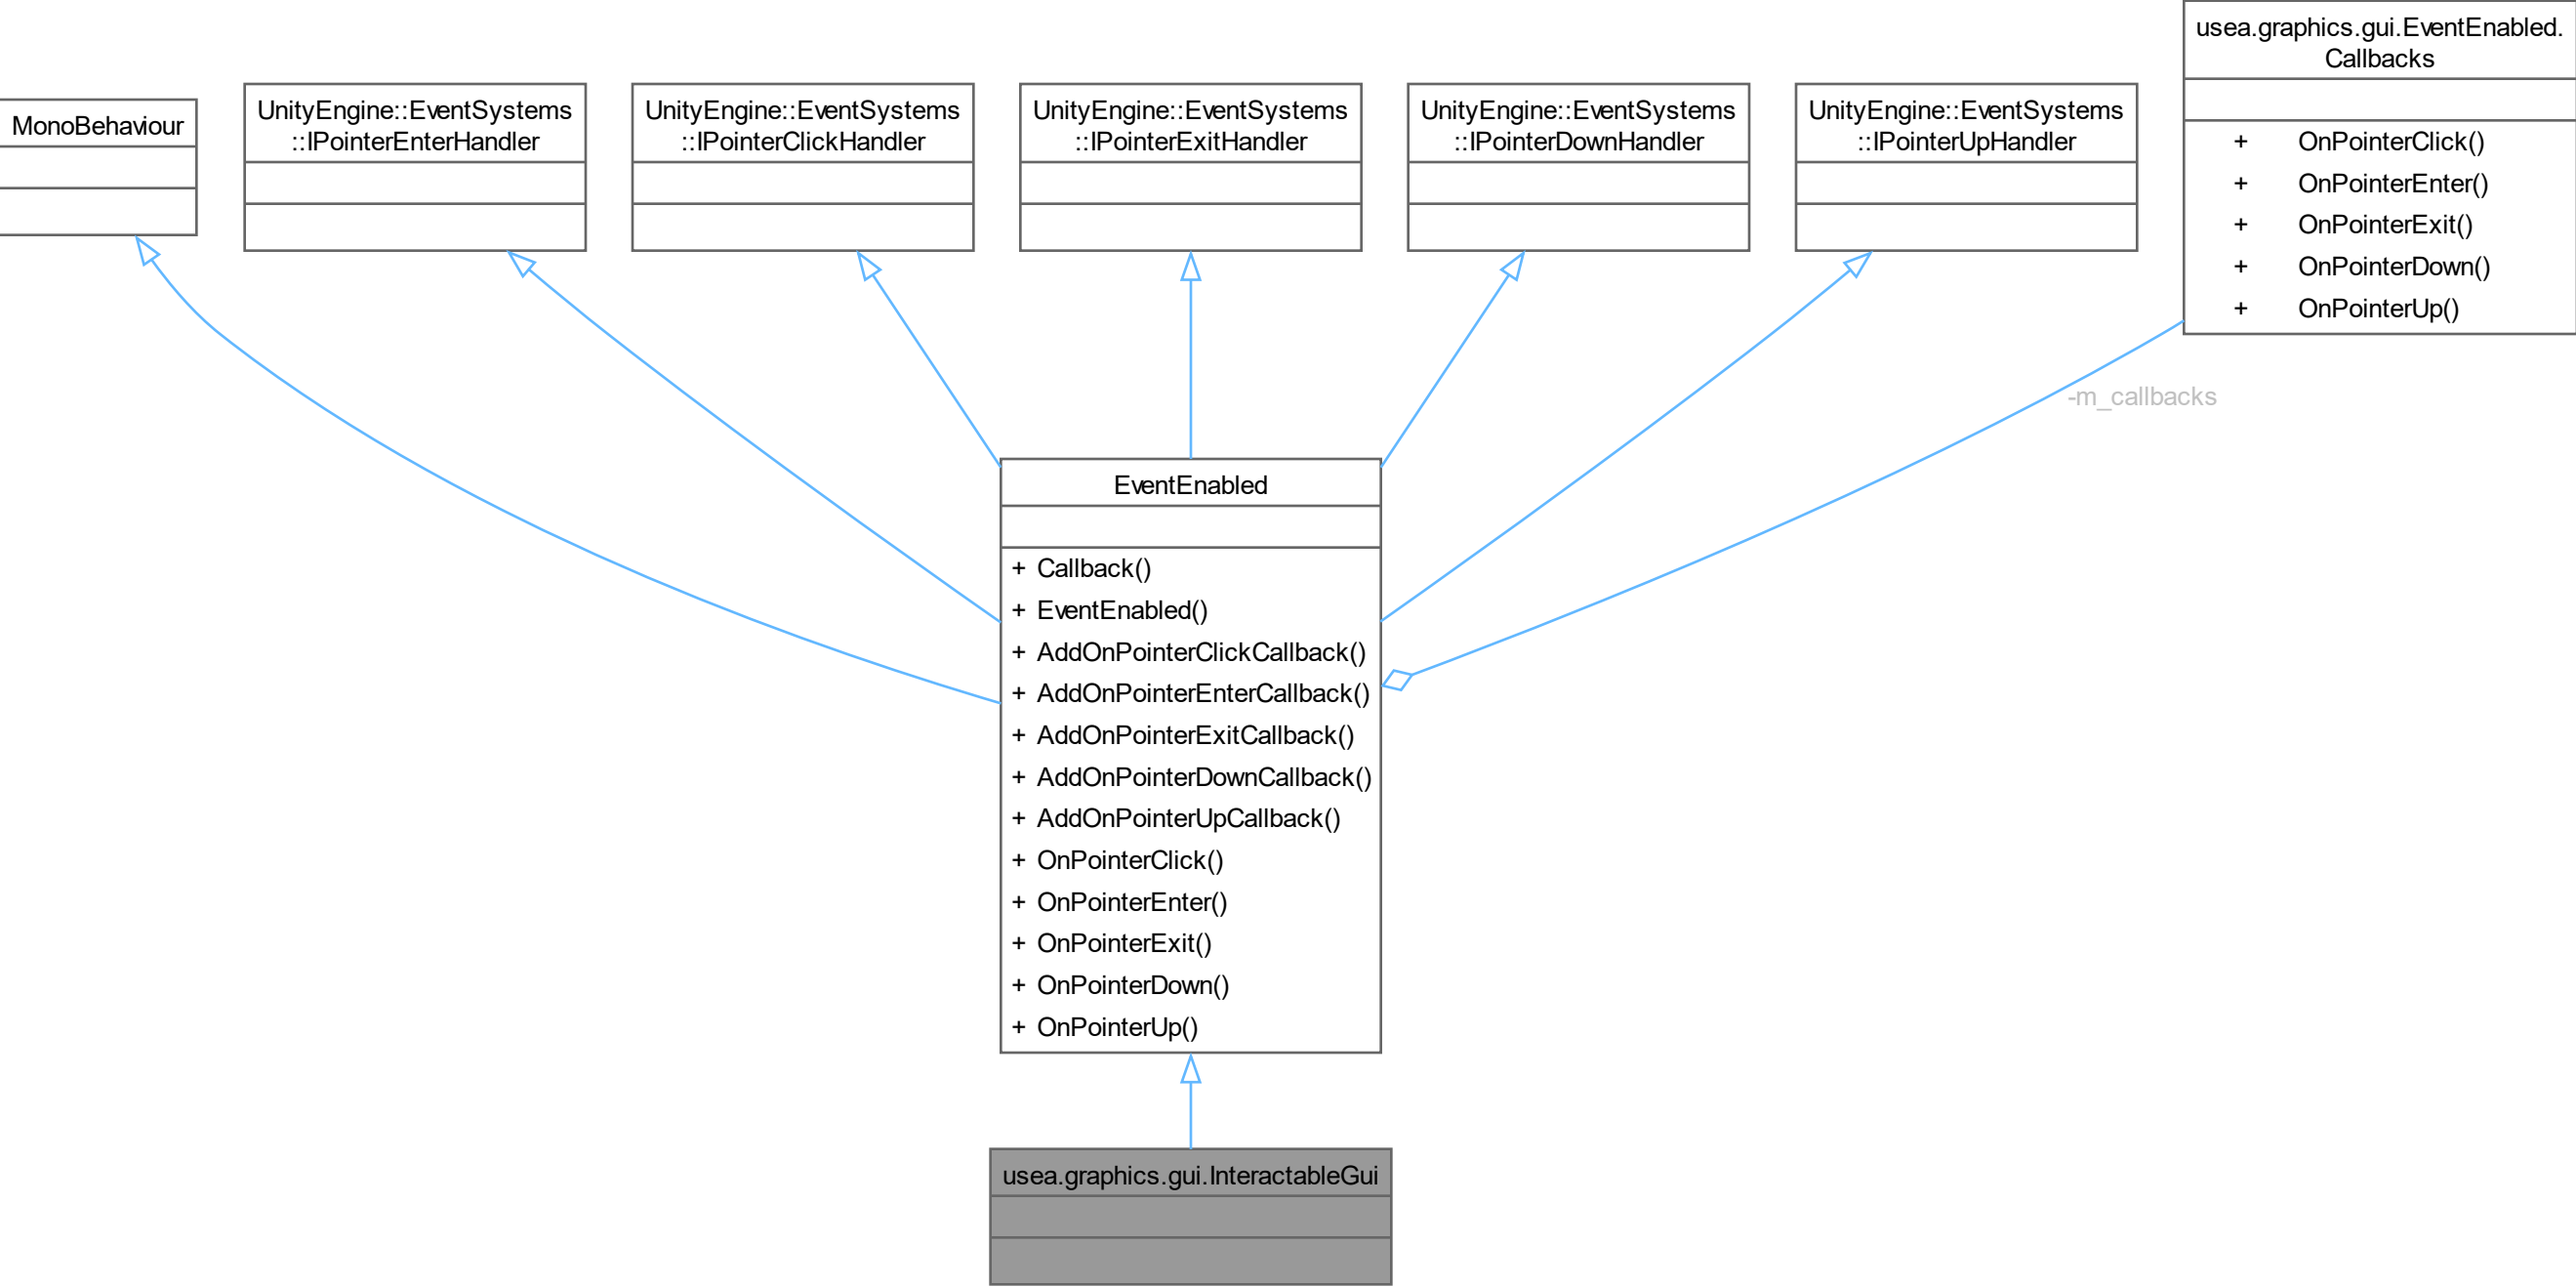 MonoBehaviour
UnityEngine::EventSystems
::IPointerEnterHandler
UnityEngine::EventSystems
::IPointerClickHandler
UnityEngine::EventSystems
::IPointerExitHandler
UnityEngine::EventSystems
::IPointerDownHandler
UnityEngine::EventSystems
::IPointerUpHandler
usea.graphics.gui.EventEnabled.
Callbacks
+ OnPointerClick()
+ OnPointerEnter()
+ OnPointerExit()
+ OnPointerDown()
+ OnPointerUp()
-m_callbacks
EventEnabled
+ Callback()
+ EventEnabled()
+ AddOnPointerClickCallback()
+ AddOnPointerEnterCallback()
+ AddOnPointerExitCallback()
+ AddOnPointerDownCallback()
+ AddOnPointerUpCallback()
+ OnPointerClick()
+ OnPointerEnter()
+ OnPointerExit()
+ OnPointerDown()
+ OnPointerUp()
usea.graphics.gui.InteractableGui